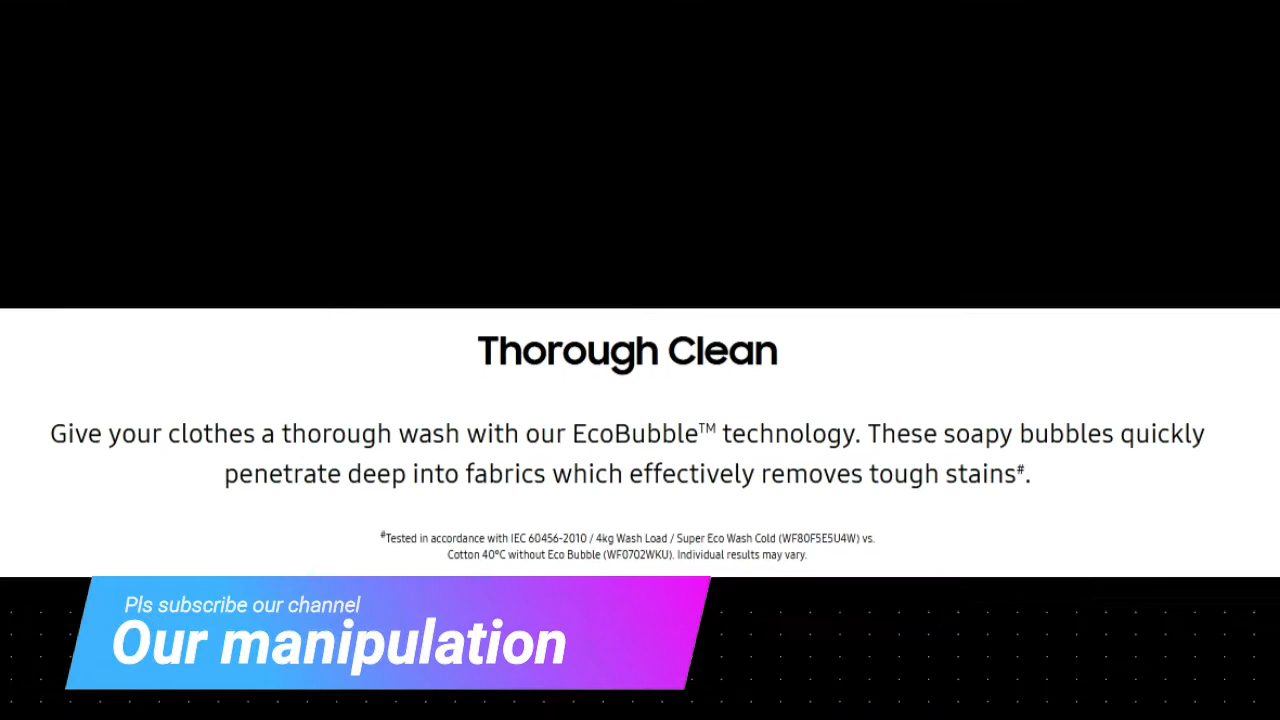 Thorough Clean
Give your clothes a thorough wash with our EcoBubble™ technology. These soapy bubbles quickly
penetrate deep into fabrics which effectively removes tough stains#.
#Tested in accordance with IEC 60456-2010 / 4kg Wash Load / Super Eco Wash Cold (WF80F5E5U4W) vs.
Cotton 40ºC without Eco Bubble (WF0702WKU). Individual results may vary.
Pls subscribe our channel
Our manipulation